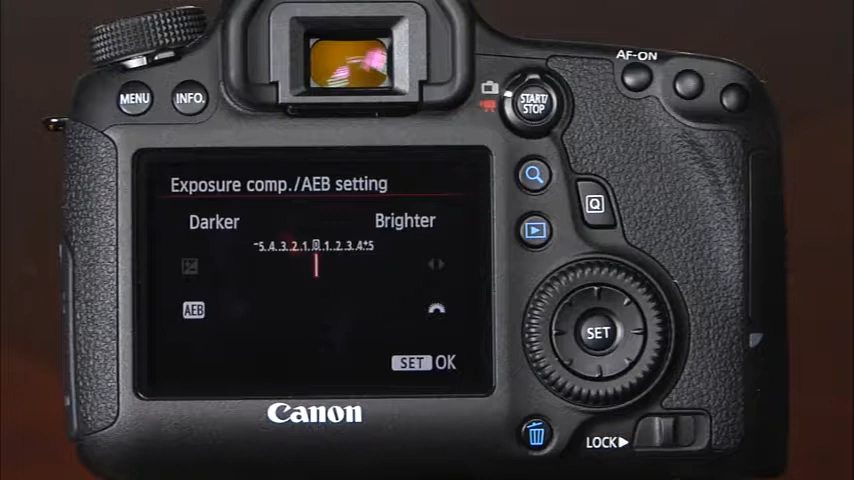 AF-ON
MENU
INFO.
START/
STOP
Exposure comp./AEB setting
Q
Darker
Brighter
-5.4.3.2.1.0.1.2.3.4+5
AEB
SET
SET OK
Canon
LOCK▶